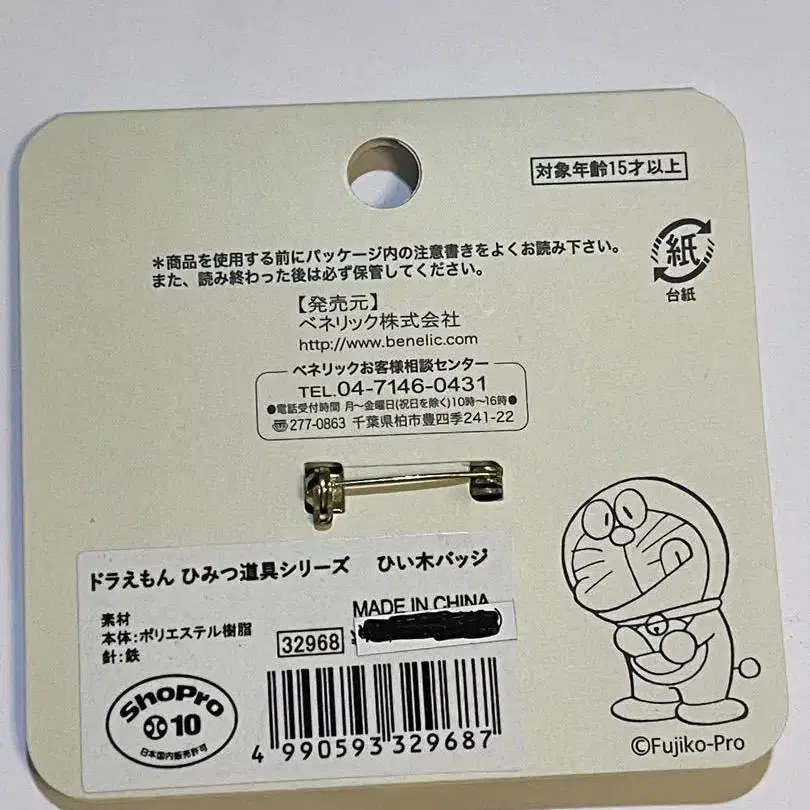 対象年齢15才以上
紙
台紙
＊商品を使用する前にパッケージ内の注意書きをよくお読み下さい。
また、読み終わった後は必ず保管してください。
【発売元】
ベネリック株式会社
http://www.benelic.com
ベネリックお客様相談センター
TEL.04-7146-0431
●電話受付時間 月～金曜日(祝日を除く)10時～16時●
277-0863 千葉県柏市豊四季241-22
ドラえもん ひみつ道具シリーズ ひい木バッジ
素材
本体:ポリエステル樹脂
針:鉄
MADE IN CHINA
32968
ShoPro
10
日本国内販売許可
4 990593 329687
©Fujiko-Pro